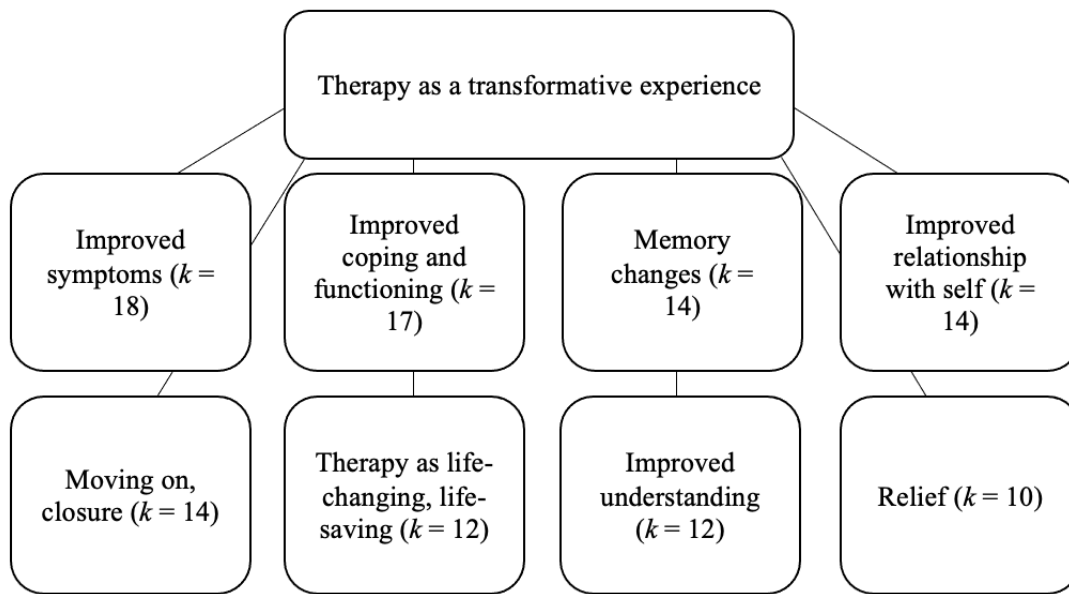 Therapy as a transformative experience
Improved
symptoms (k =
18)
Improved
coping and
functioning (k =
17)
Memory
changes (k =
14)
Improved
relationship
with self (k =
14)
Moving on,
closure (k = 14)
Therapy as life-
changing, life-
saving (k = 12)
Improved
understanding
(k = 12)
Relief (k = 10)